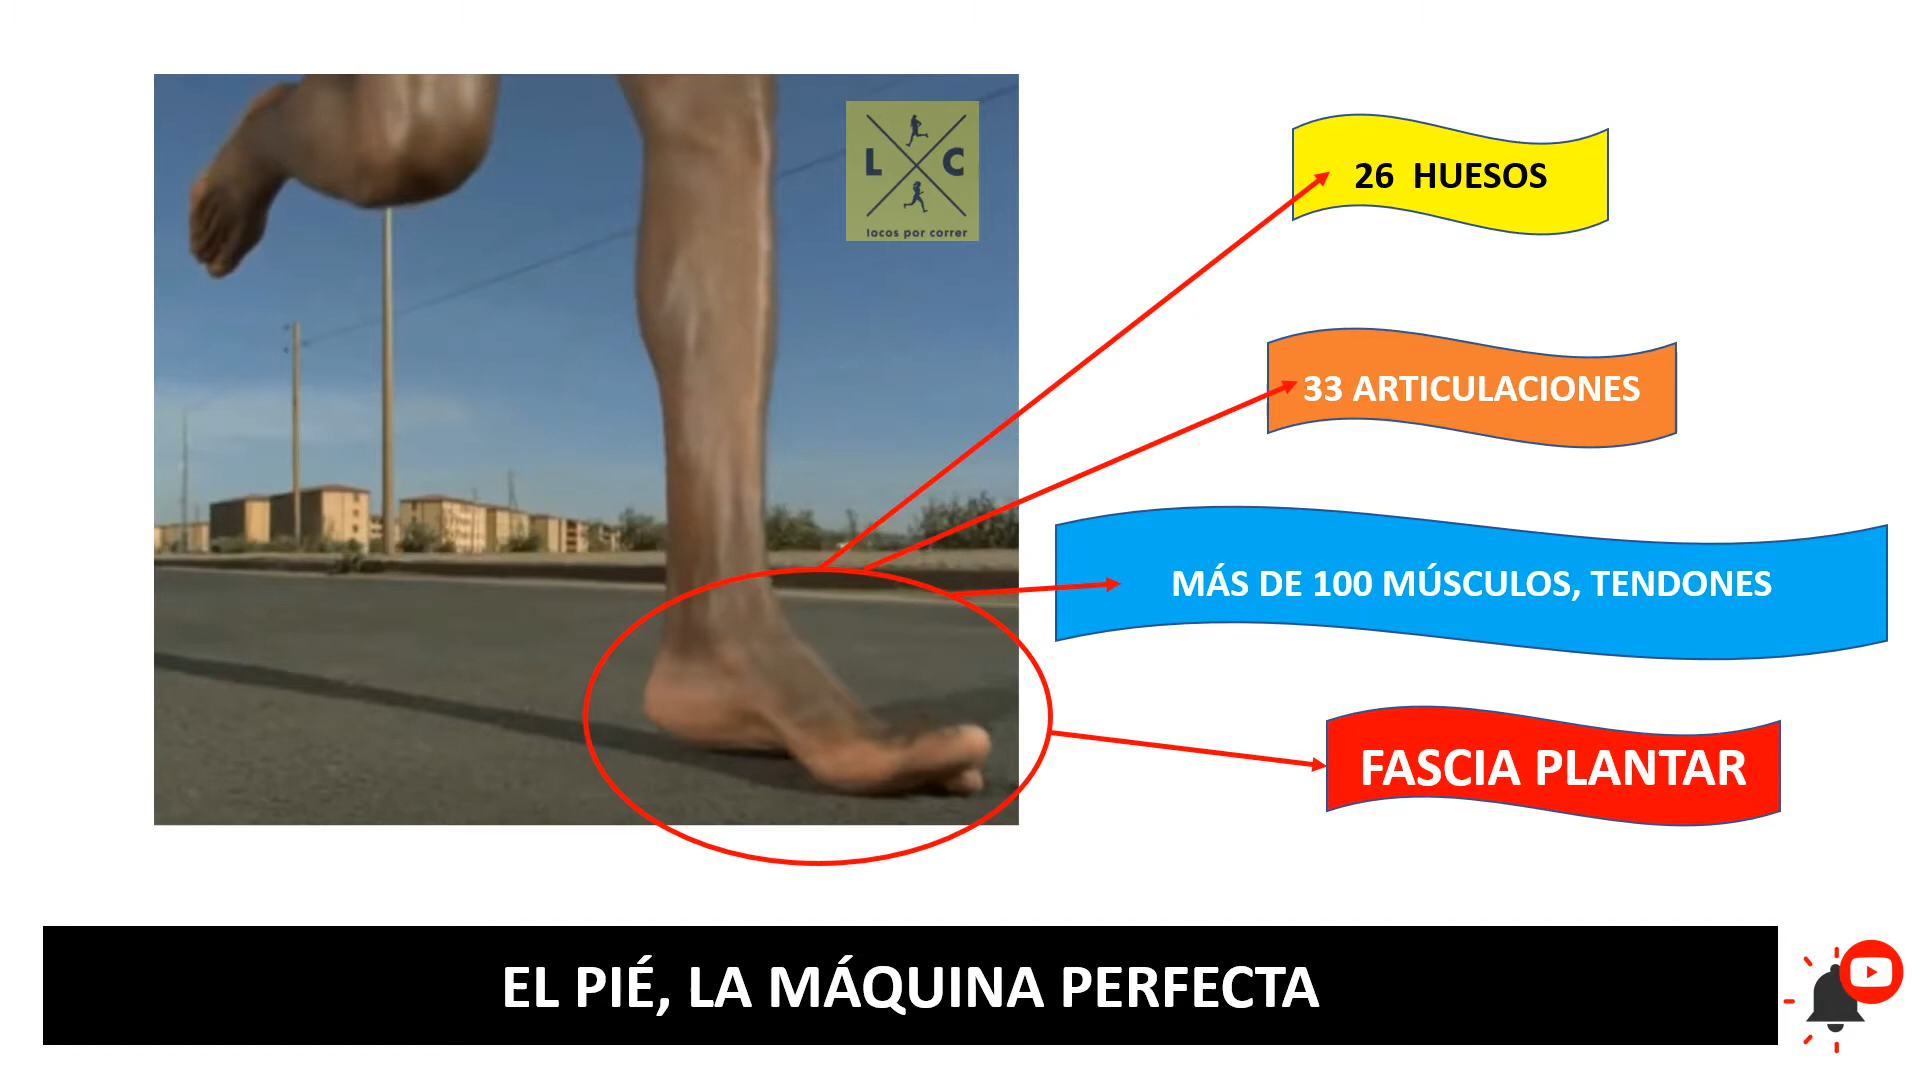 L C
locos por correr
26 HUESOS
33 ARTICULACIONES
MÁS DE 100 MÚSCULOS, TENDONES
FASCIA PLANTAR
EL PIÉ, LA MÁQUINA PERFECTA